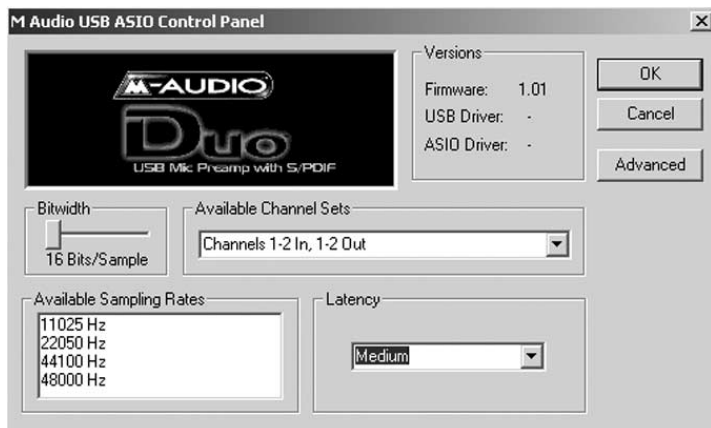 M Audio USB ASIO Control Panel
M-AUDIO
Duo
USB Mic Preamp with S/PDIF
Versions
Firmware: 1.01
USB Driver: -
ASIO Driver: -
OK
Cancel
Advanced
Bitwidth
16 Bits/Sample
Available Channel Sets
Channels 1-2 In, 1-2 Out
Available Sampling Rates
11025 Hz
22050 Hz
44100 Hz
48000 Hz
Latency
Medium